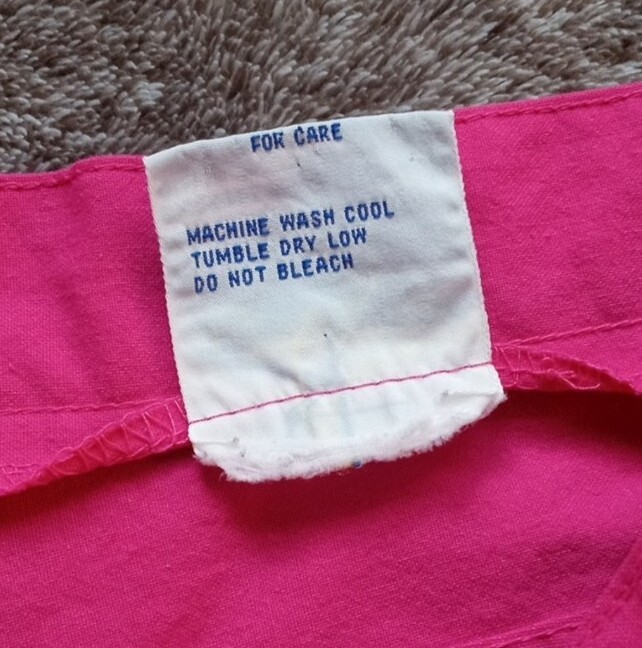 FOR CARE
MACHINE WASH COOL
TUMBLE DRY LOW
DO NOT BLEACH